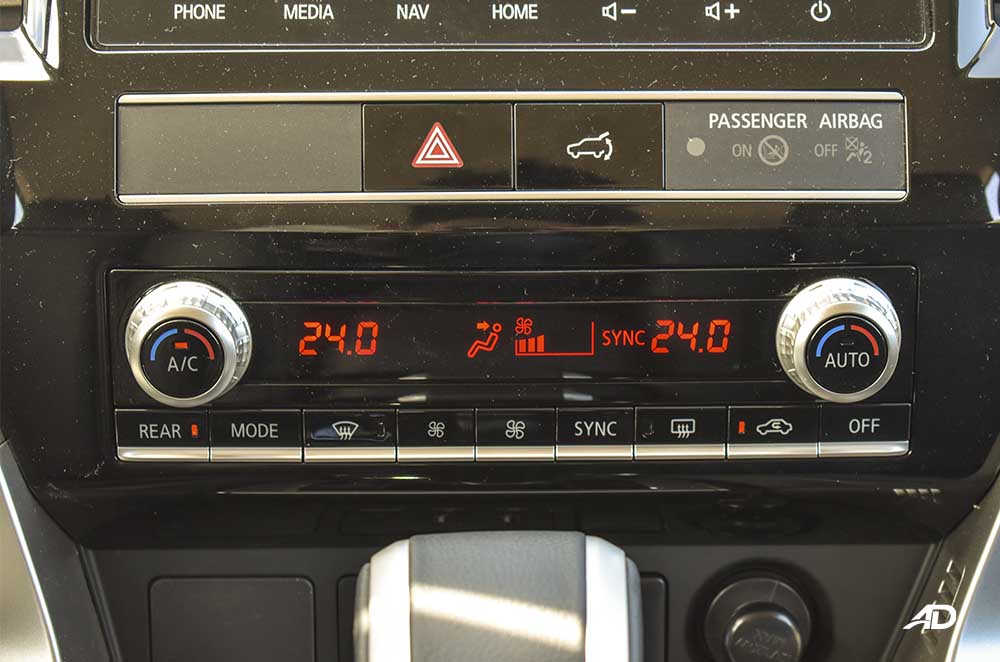 PHONE MEDIA NAV HOME
PASSENGER AIRBAG
ON OFF 2
24.0 SYNC 24.0
A/C AUTO
REAR MODE SYNC OFF
AD